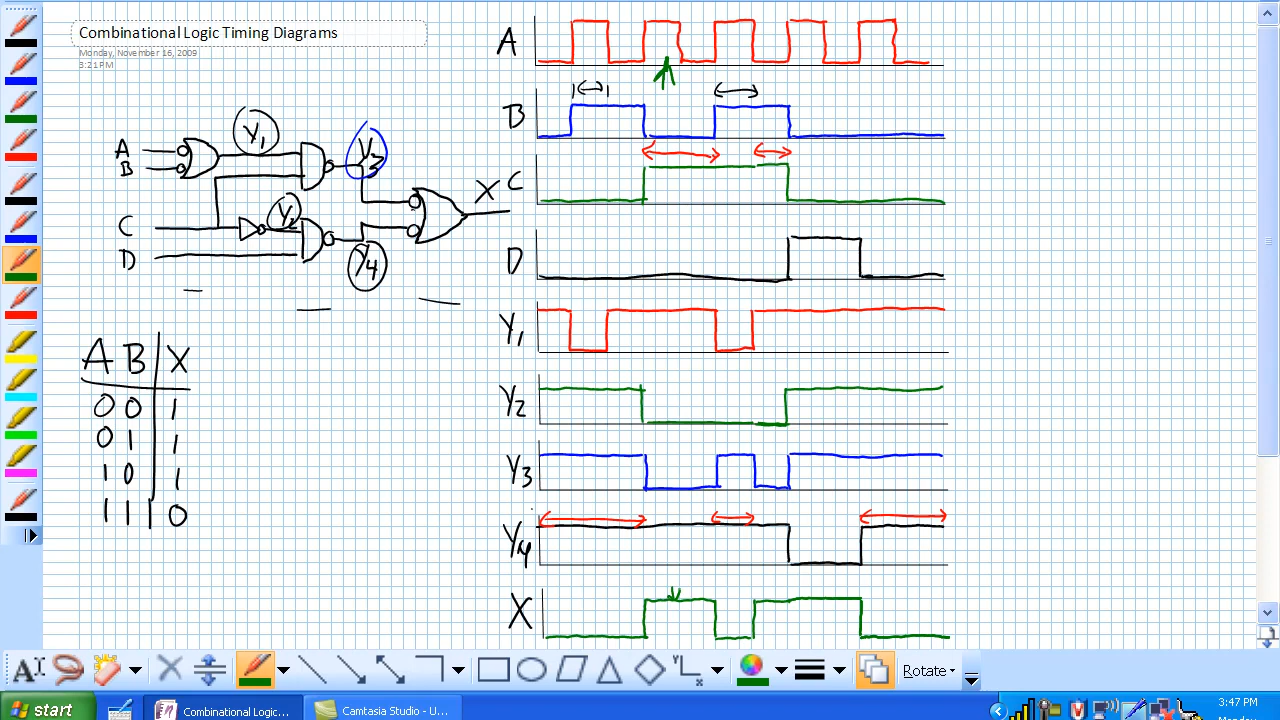 Combinational Logic Timing Diagrams
Monday, November 16, 2009
3:21 PM
A
B
C
D
Y1
Y2
Y3
Y4
X
A B X
0 0 1
0 1 1
1 0 1
1 1 0
A
B
C
D
Y1
Y2
Y3
Y4
X
A
Rotate
start
Combinational Logic...
Camtasia Studio - U...
3:47 PM
Monday